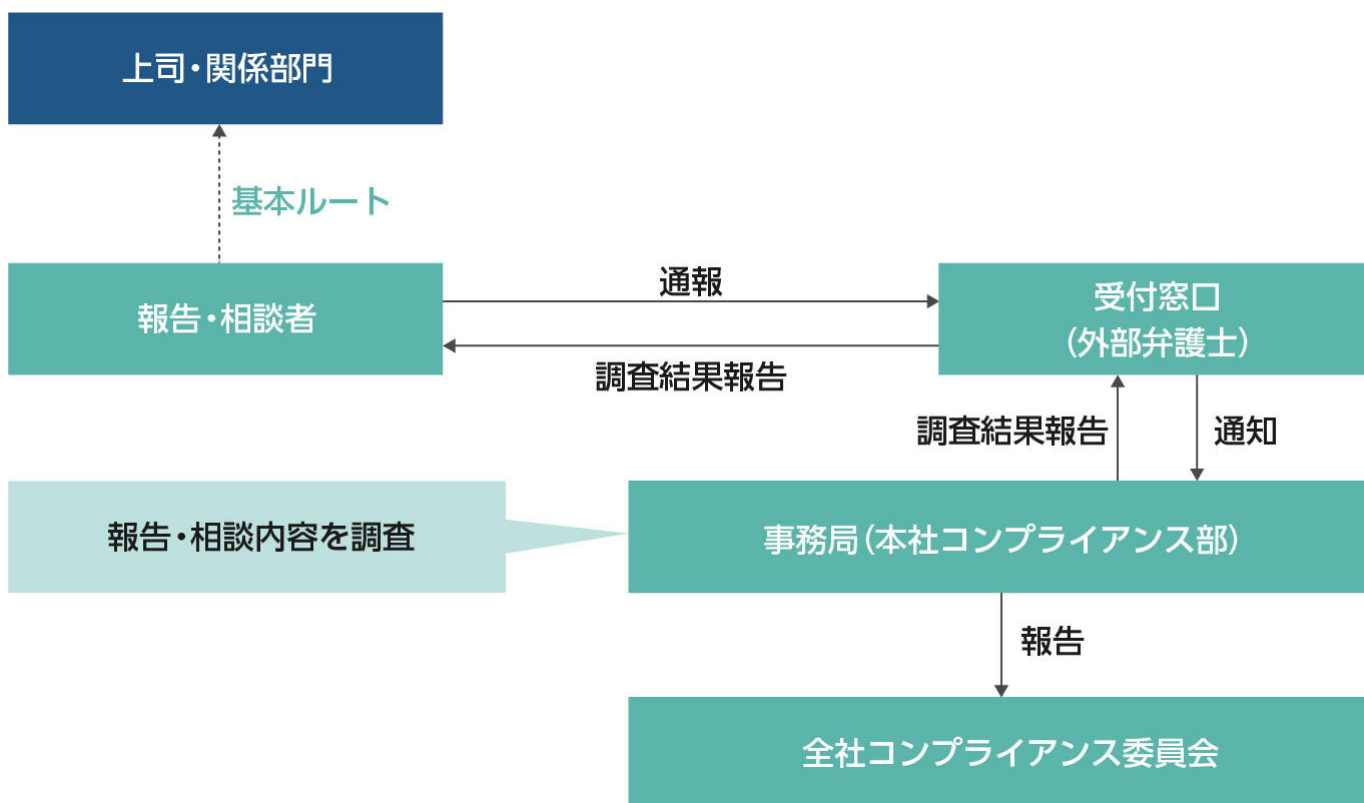 上司・関係部門
基本ルート
報告・相談者
通報
受付窓口
(外部弁護士)
調査結果報告
調査結果報告
通知
報告・相談内容を調査
事務局(本社コンプライアンス部)
報告
全社コンプライアンス委員会